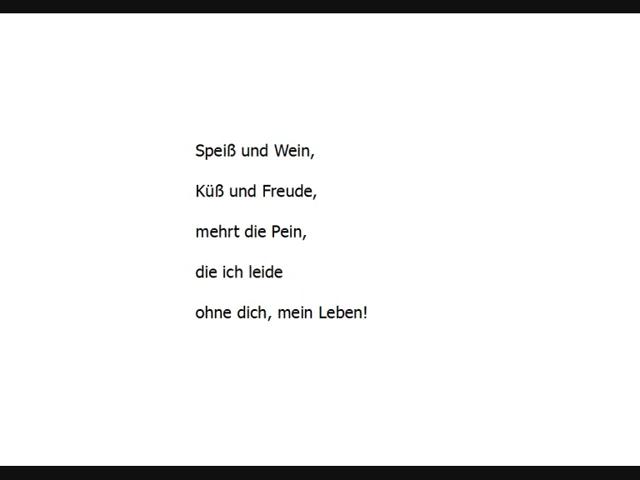 Speiß und Wein,
Küß und Freude,
mehrt die Pein,
die ich leide
ohne dich, mein Leben!